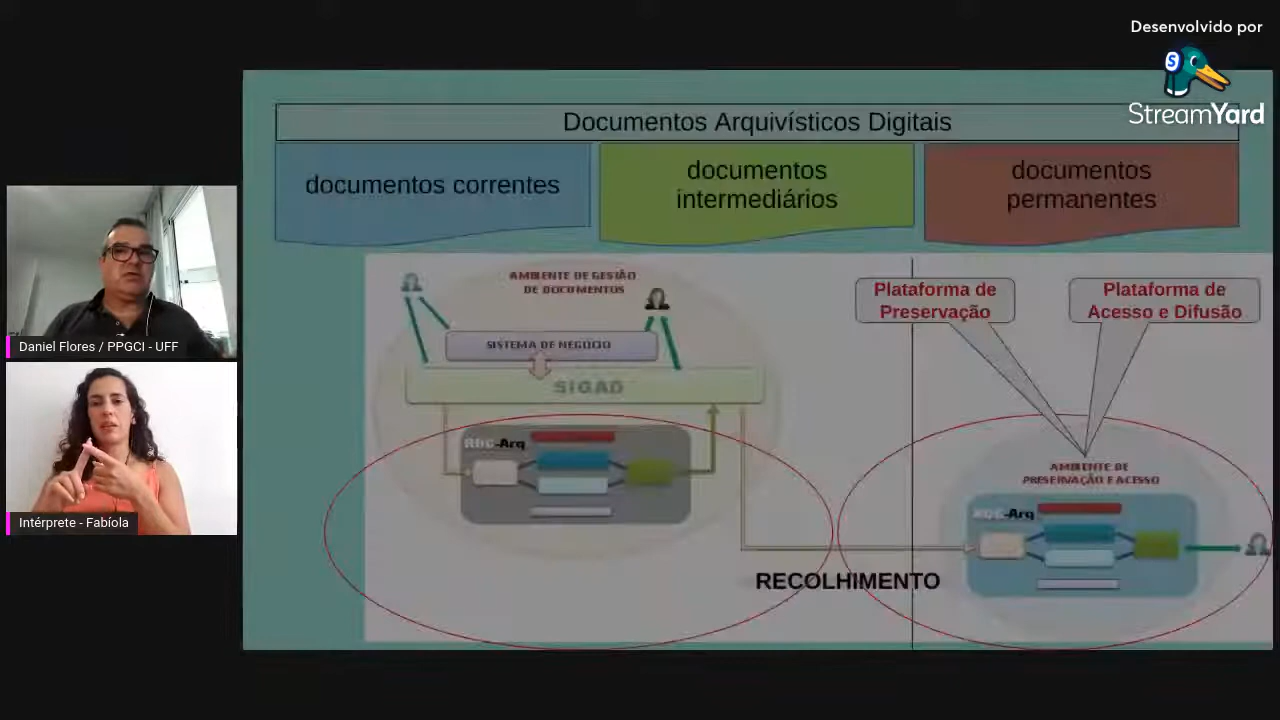 Desenvolvido por
StreamYard
Documentos Arquivísticos Digitais
documentos correntes
documentos
intermediários
documentos
permanentes
AMBIENTE DE GESTÃO
DE DOCUMENTOS
SISTEMA DE NEGÓCIO
SIGAD
RDC-Arq
Plataforma de
Preservação
Plataforma de
Acesso e Difusão
AMBIENTE DE
PRESERVAÇÃO E ACESSO
RDC-Arq
RECOLHIMENTO
Daniel Flores / PPGCI - UFF
Intérprete - Fabíola